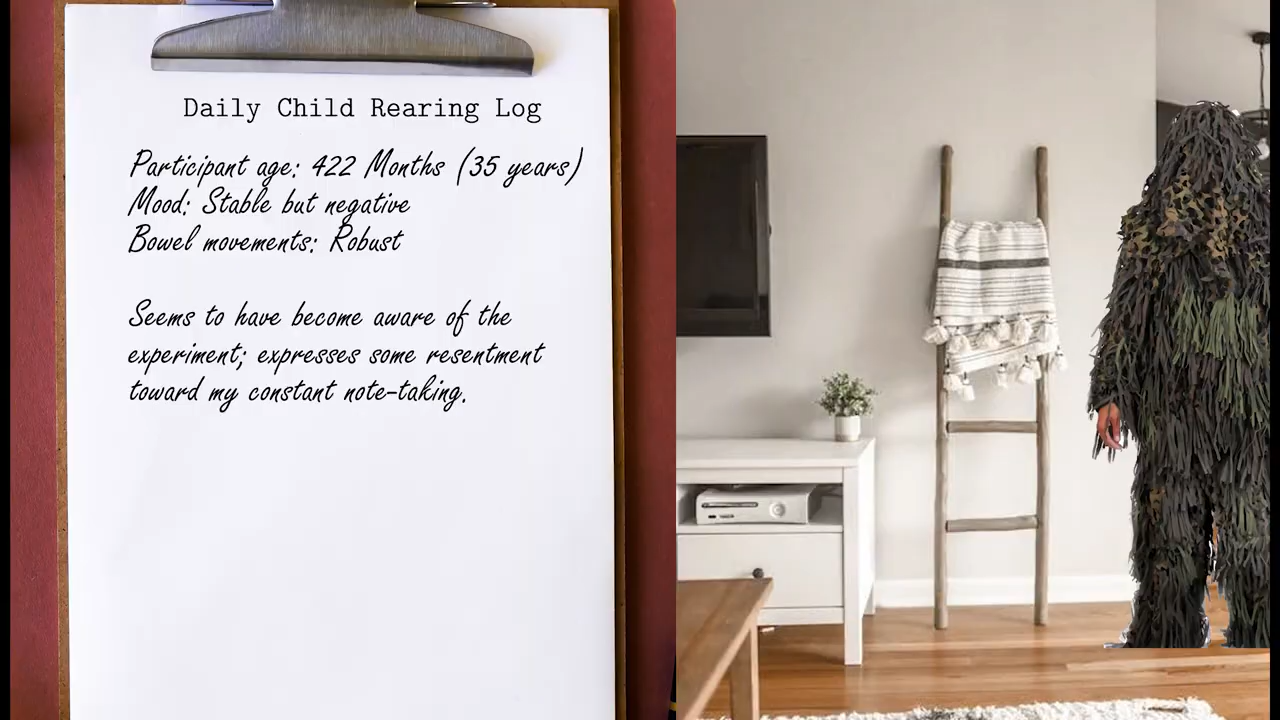 Daily Child Rearing Log
Participant age: 422 Months (35 years)
Mood: Stable but negative
Bowel movements: Robust
Seems to have become aware of the
experiment; expresses some resentment
toward my constant note-taking.